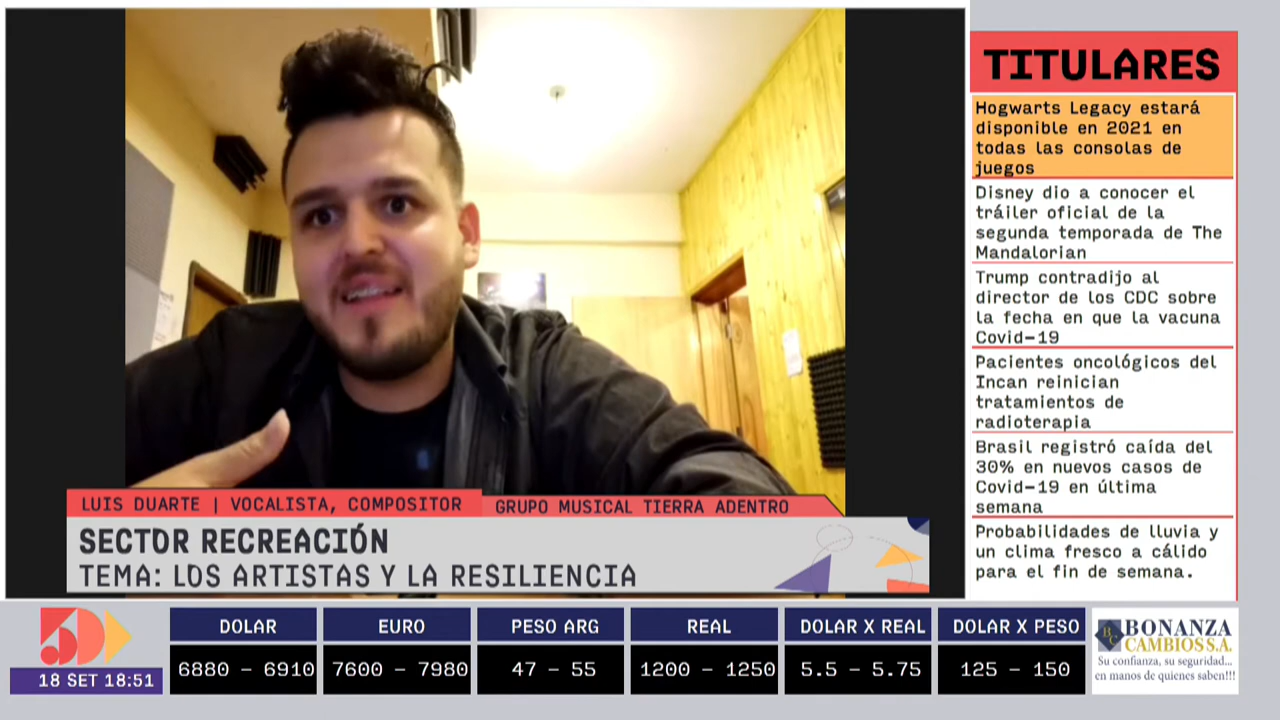 TITULARES
Hogwarts Legacy estará
disponible en 2021 en
todas las consolas de
juegos
Disney dio a conocer el
tráiler oficial de la
segunda temporada de The
Mandalorian
Trump contradijo al
director de los CDC sobre
la fecha en que la vacuna
Covid-19
Pacientes oncológicos del
Incan reinician
tratamientos de
radioterapia
Brasil registró caída del
30% en nuevos casos de
Covid-19 en última
semana
Probabilidades de lluvia y
un clima fresco a cálido
para el fin de semana.
LUIS DUARTE | VOCALISTA, COMPOSITOR GRUPO MUSICAL TIERRA ADENTRO
SECTOR RECREACIÓN
TEMA: LOS ARTISTAS Y LA RESILIENCIA
5D
18 SET 18:51
DOLAR
6880 - 6910
EURO
7600 - 7980
PESO ARG
47 - 55
REAL
1200 - 1250
DOLAR X REAL
5.5 - 5.75
DOLAR X PESO
125 - 150
BC BONANZA
CAMBIOS S.A.
Su confianza, su seguridad...
en manos de quienes saben!!!